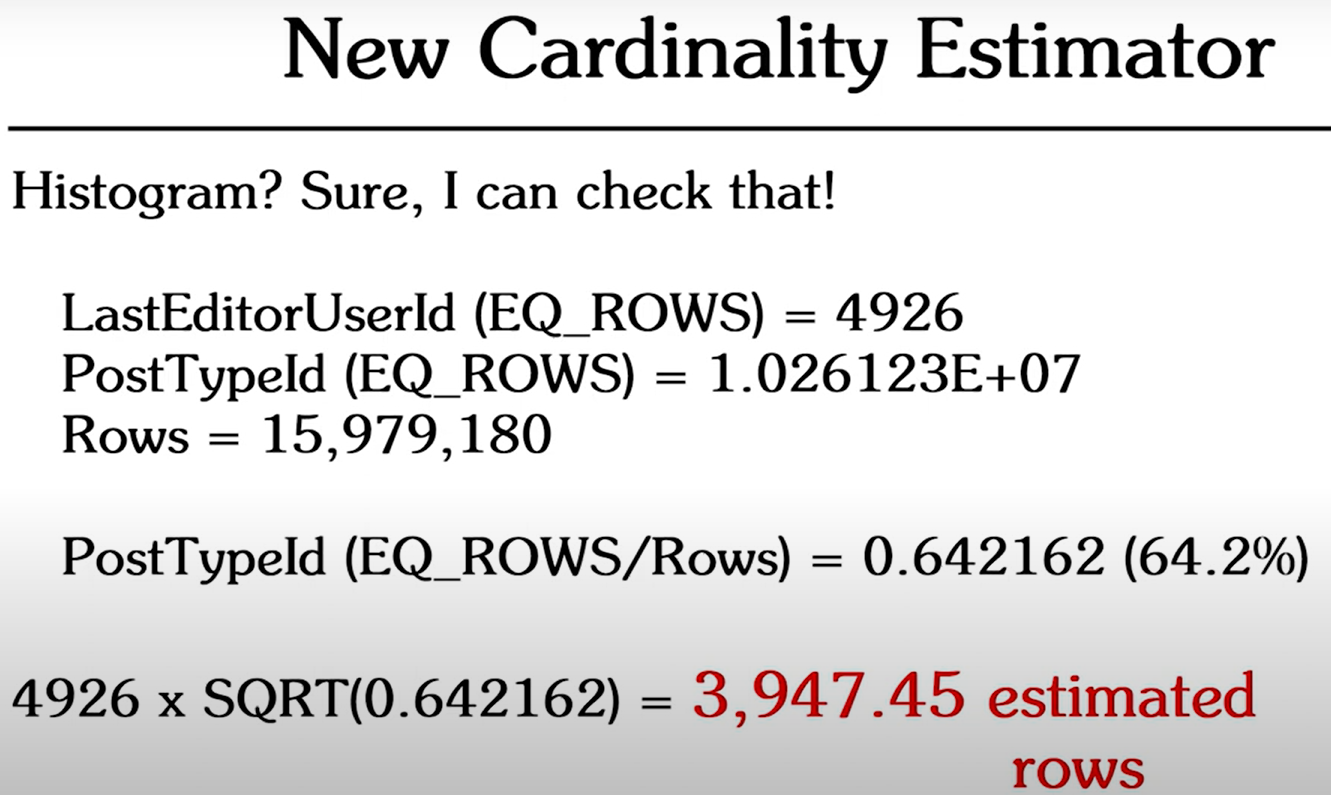 New Cardinality Estimator
Histogram? Sure, I can check that!
LastEditorUserId (EQ_ROWS) = 4926
PostTypeId (EQ_ROWS) = 1.026123E+07
Rows = 15,979,180
PostTypeId (EQ_ROWS/Rows) = 0.642162 (64.2%)
4926 x SQRT(0.642162) = 3,947.45 estimated
rows